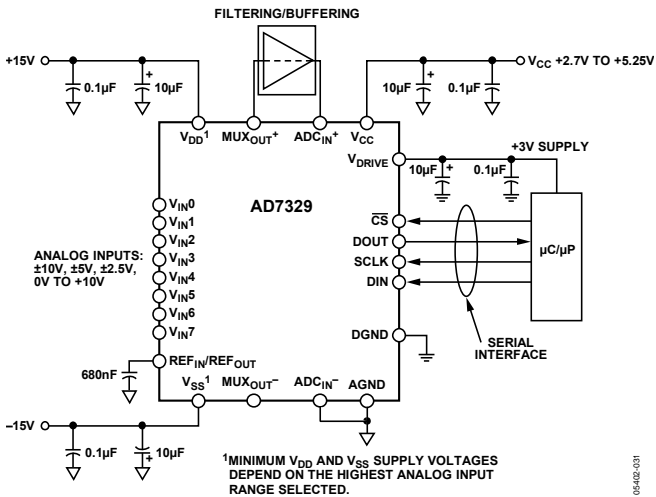 FILTERING/BUFFERING
+15V
0.1µF
+
10µF
VCC +2.7V TO +5.25V
10µF
+
0.1µF
VDD1
MUXOUT+
ADCIN+
VCC
VDRIVE
+3V SUPPLY
10µF
+
0.1µF
AD7329
VIN0
VIN1
VIN2
VIN3
VIN4
VIN5
VIN6
VIN7
ANALOG INPUTS:
±10V, ±5V, ±2.5V,
0V TO +10V
CS
DOUT
SCLK
DIN
µC/µP
DGND
SERIAL
INTERFACE
REFIN/REFOUT
680nF
VSS1
MUXOUT–
ADCIN–
AGND
–15V
0.1µF
10µF
+
1MINIMUM VDD AND VSS SUPPLY VOLTAGES
DEPEND ON THE HIGHEST ANALOG INPUT
RANGE SELECTED.
05402-031